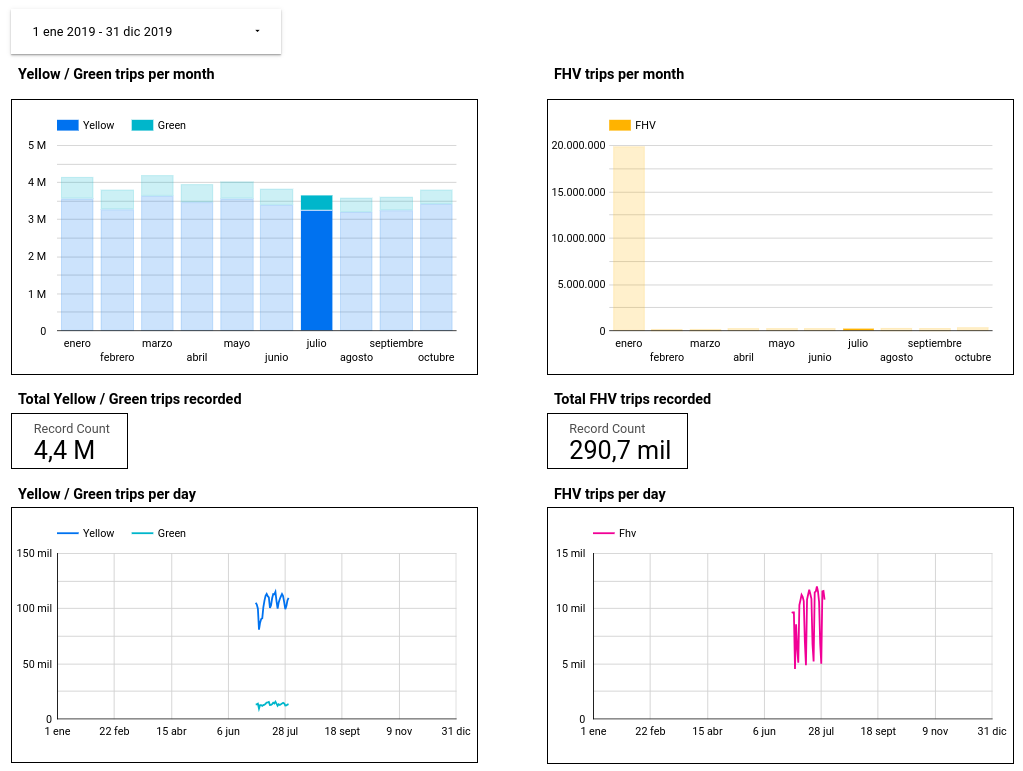 1 ene 2019 - 31 dic 2019
Yellow / Green trips per month
Yellow Green
5 M
4 M
3 M
2 M
1 M
0
enero marzo mayo julio septiembre
febrero abril junio agosto octubre
FHV trips per month
FHV
20.000.000
15.000.000
10.000.000
5.000.000
0
enero marzo mayo julio septiembre
febrero abril junio agosto octubre
Total Yellow / Green trips recorded
Record Count
4,4 M
Total FHV trips recorded
Record Count
290,7 mil
Yellow / Green trips per day
Yellow Green
150 mil
100 mil
50 mil
0
1 ene 22 feb 15 abr 6 jun 28 jul 18 sept 9 nov 31 dic
FHV trips per day
Fhv
15 mil
10 mil
5 mil
0
1 ene 22 feb 15 abr 6 jun 28 jul 18 sept 9 nov 31 dic